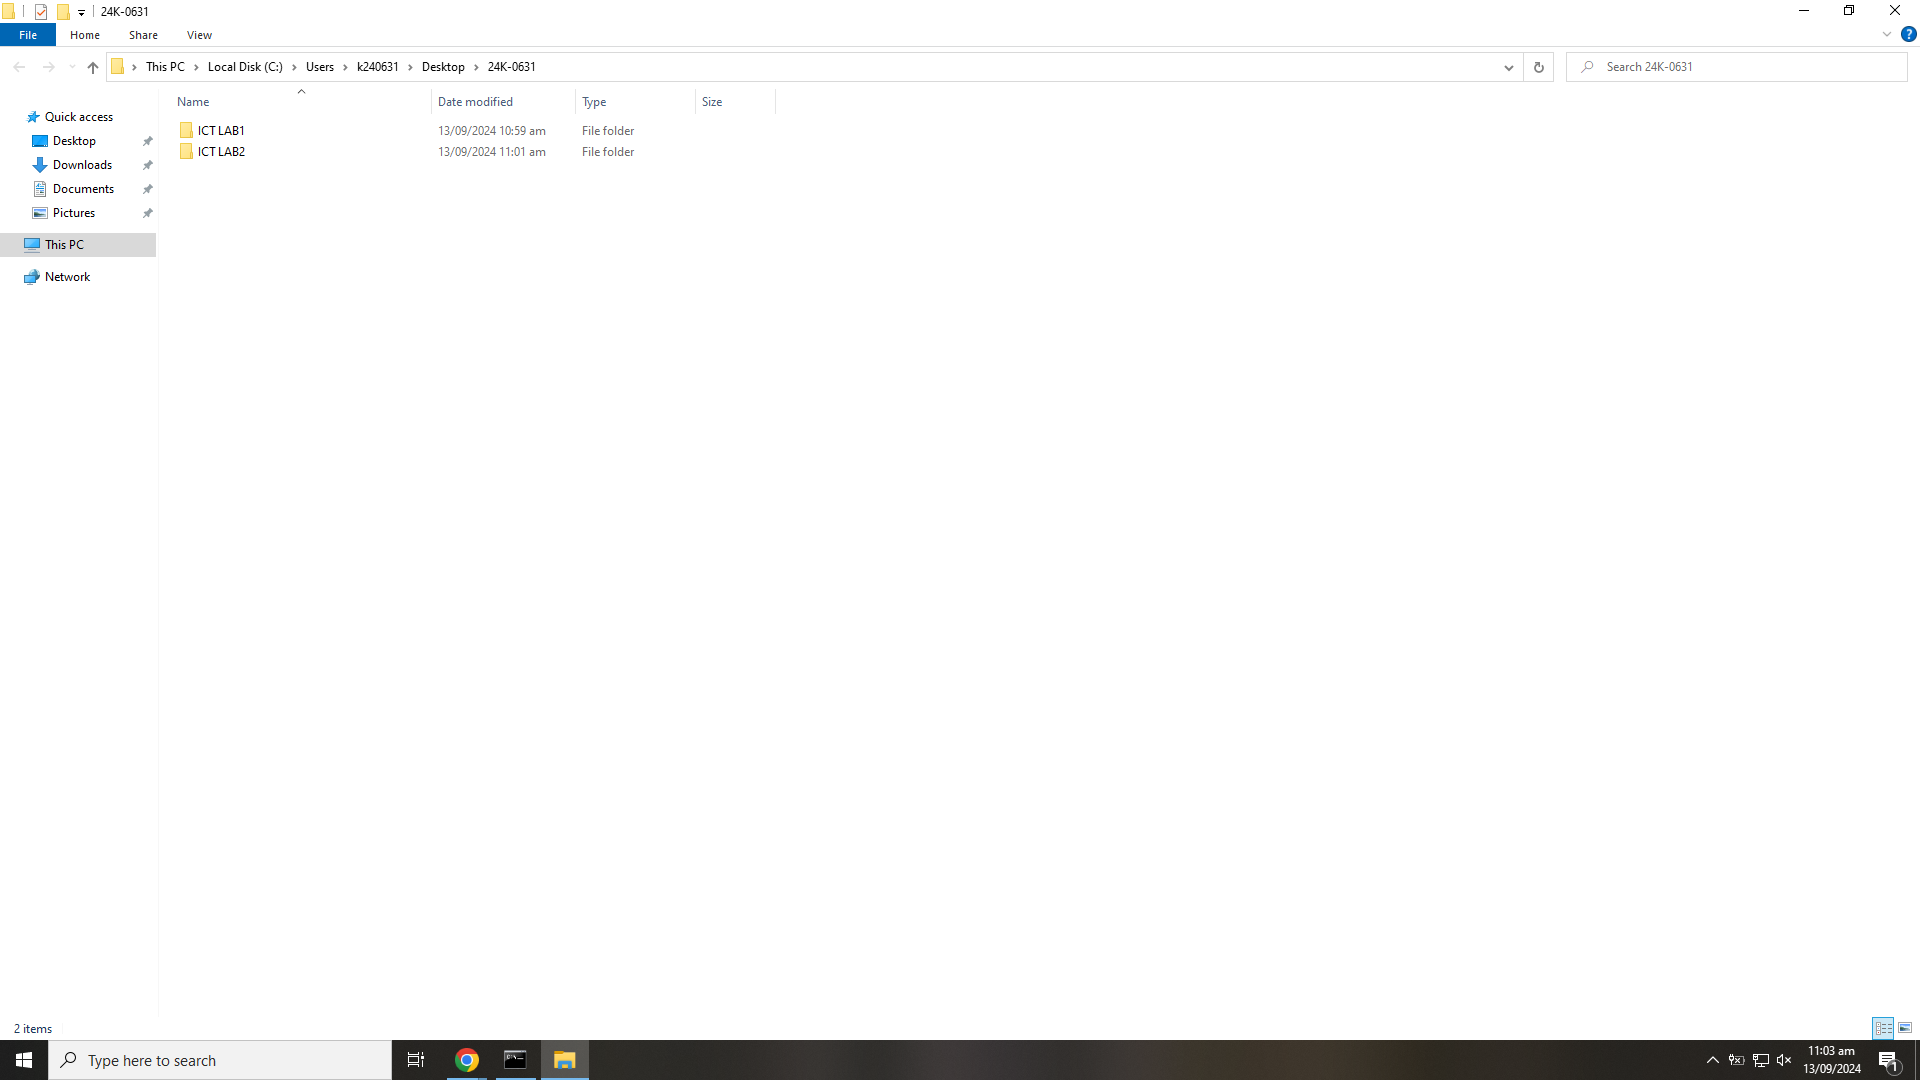 24K-0631
File Home Share View
This PC Local Disk (C:) Users k240631 Desktop 24K-0631
Search 24K-0631
Name Date modified Type Size
ICT LAB1 13/09/2024 10:59 am File folder
ICT LAB2 13/09/2024 11:01 am File folder
Quick access
Desktop
Downloads
Documents
Pictures
This PC
Network
2 items
Type here to search
11:03 am
13/09/2024
1